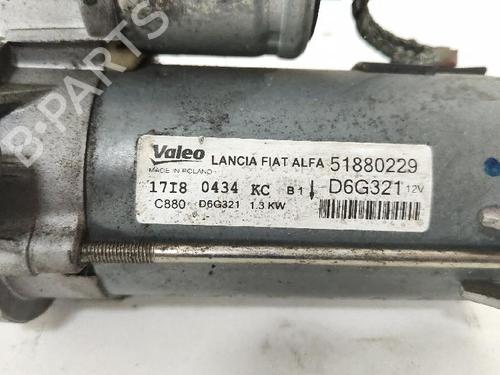 Valeo LANCIA FIAT ALFA 51880229
MADE IN POLAND
17I8 0434 KC B1 D6G321 12V
C880 D6G321 1.3 KW
B-PARTS